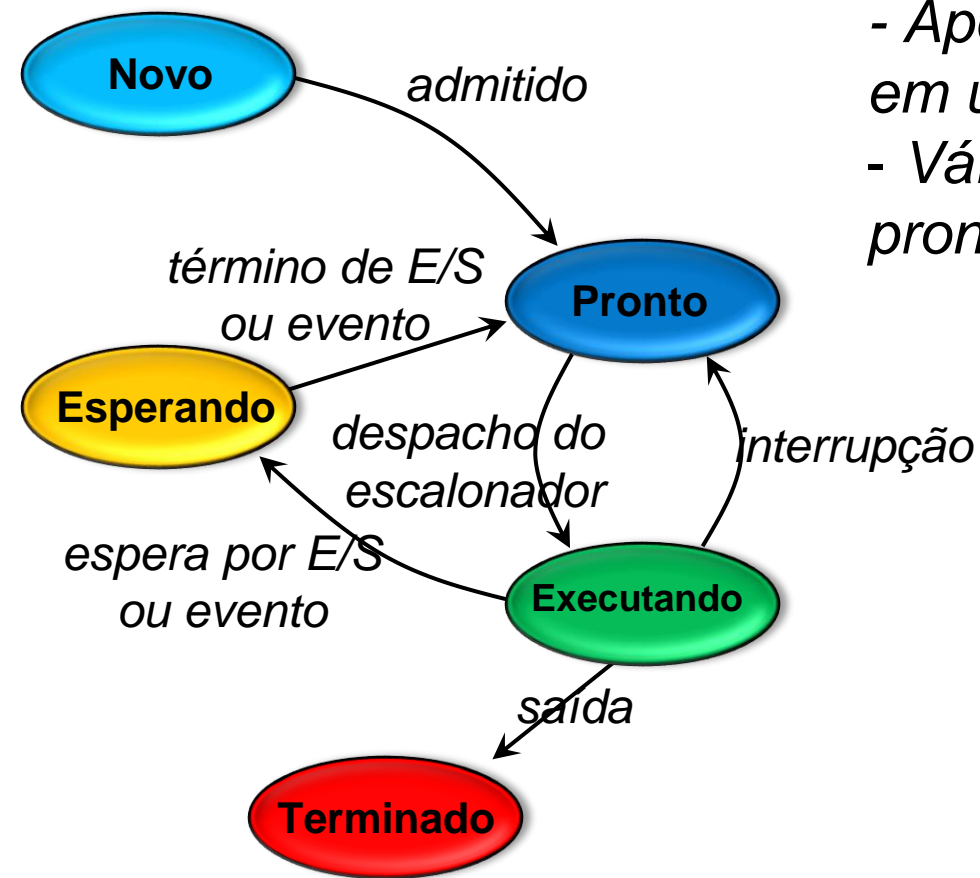 Novo
admitido
- 
em
- 
término de E/S
ou evento
Pronto
Esperando
despacho do
escalonador
interrupção
espera por E/S
ou evento
Executando
saída
Terminado